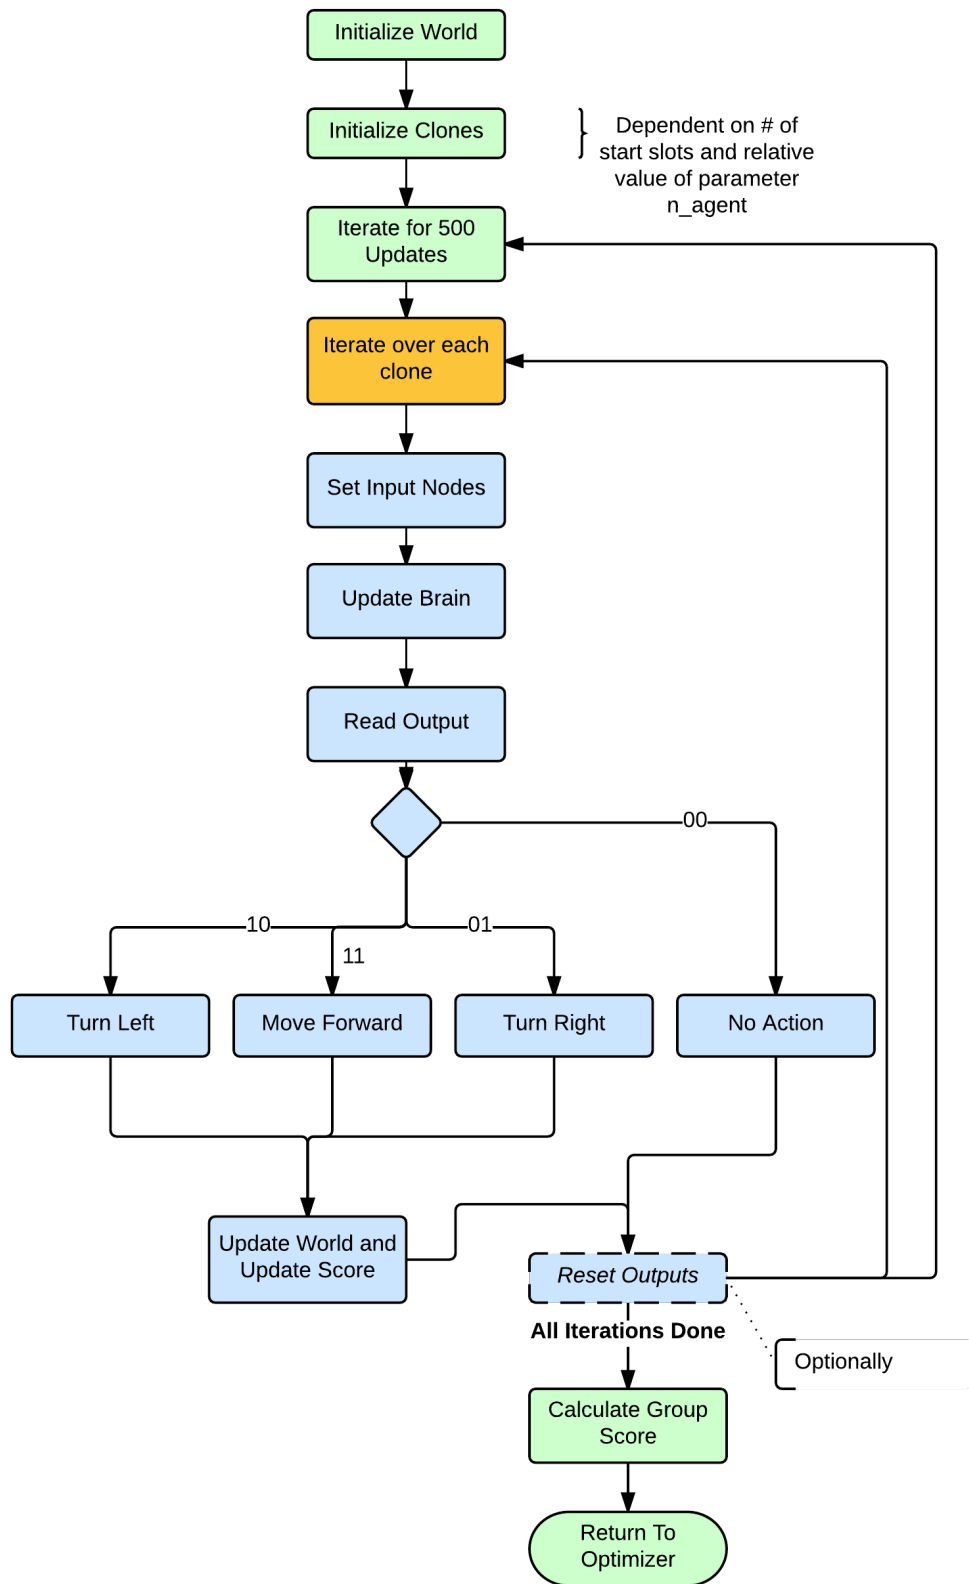 Initialize World
Initialize Clones
Dependent on # of
start slots and relative
value of parameter
n_agent
Iterate for 500
Updates
Iterate over each
clone
Set Input Nodes
Update Brain
Read Output
00
10
01
11
Turn Left
Move Forward
Turn Right
No Action
Update World and
Update Score
Reset Outputs
All Iterations Done
Optionally
Calculate Group
Score
Return To
Optimizer